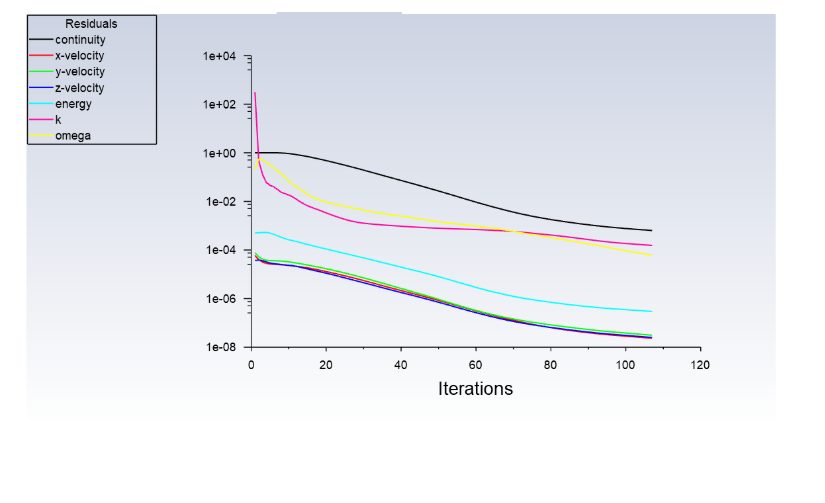 Residuals
continuity
x-velocity
y-velocity
z-velocity
energy
k
omega
1e+04
1e+02
1e+00
1e-02
1e-04
1e-06
1e-08
0 20 40 60 80 100 120
Iterations